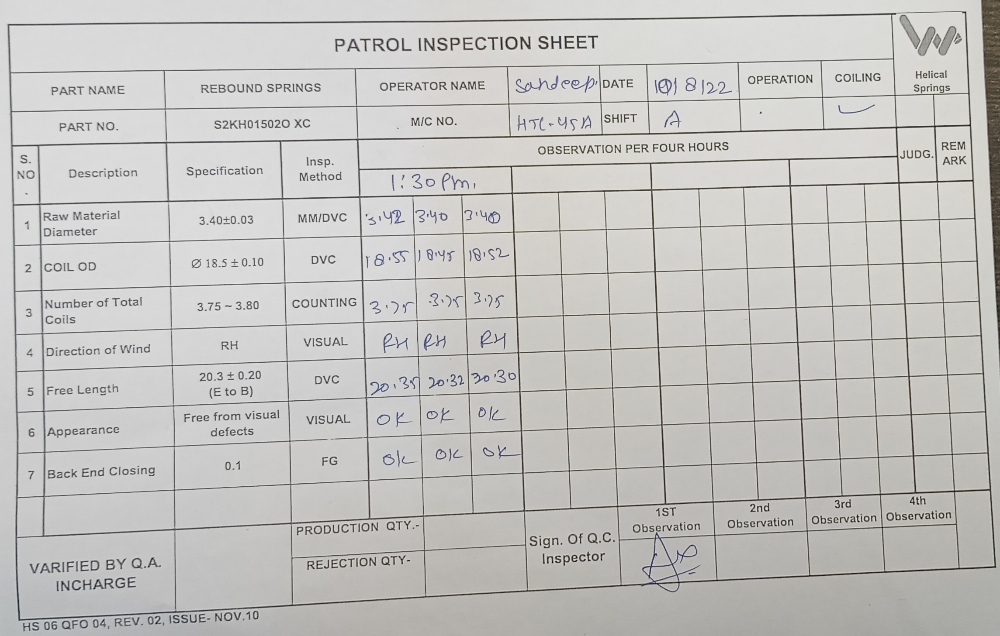 PATROL INSPECTION SHEET
Helical
Springs
PART NAME REBOUND SPRINGS OPERATOR NAME Sandeep. DATE 10/8/22 OPERATION COILING
PART NO. S2KH01502O XC M/C NO. HTC-45A SHIFT A
S.
NO
.
Description Specification Insp.
Method
OBSERVATION PER FOUR HOURS JUDG. REM
ARK
1:30 Pm.
1 Raw Material
Diameter 3.40±0.03 MM/DVC 3.42 3.40 3.40
2 COIL OD Ø 18.5 ± 0.10 DVC 18.55 18.45 18.52
3 Number of Total
Coils 3.75 ~ 3.80 COUNTING 3.75 3.75 3.75
4 Direction of Wind RH VISUAL RH RH RH
5 Free Length 20.3 ± 0.20
(E to B) DVC 20.35 20.32 20.30
6 Appearance Free from visual
defects VISUAL OK OK OK
7 Back End Closing 0.1 FG OK OK OK
VARIFIED BY Q.A.
INCHARGE
PRODUCTION QTY.-
REJECTION QTY-
Sign. Of Q.C.
Inspector
1ST
Observation
2nd
Observation
3rd
Observation
4th
Observation
HS 06 QFO 04, REV. 02, ISSUE- NOV.10